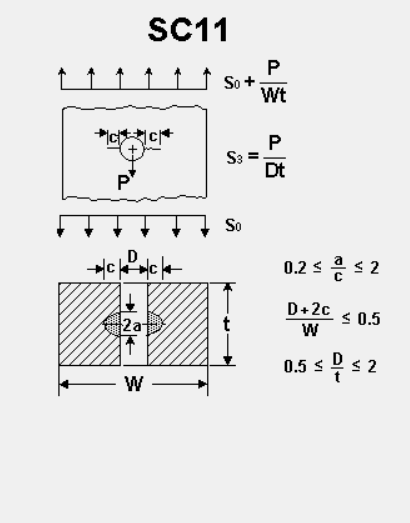 SC11
S₀ + P/Wt
c c
P
S₃ = P/Dt
S₀
c D c
2a
t
W
0.2 ≤ a/c ≤ 2
D+2c/W ≤ 0.5
0.5 ≤ D/t ≤ 2